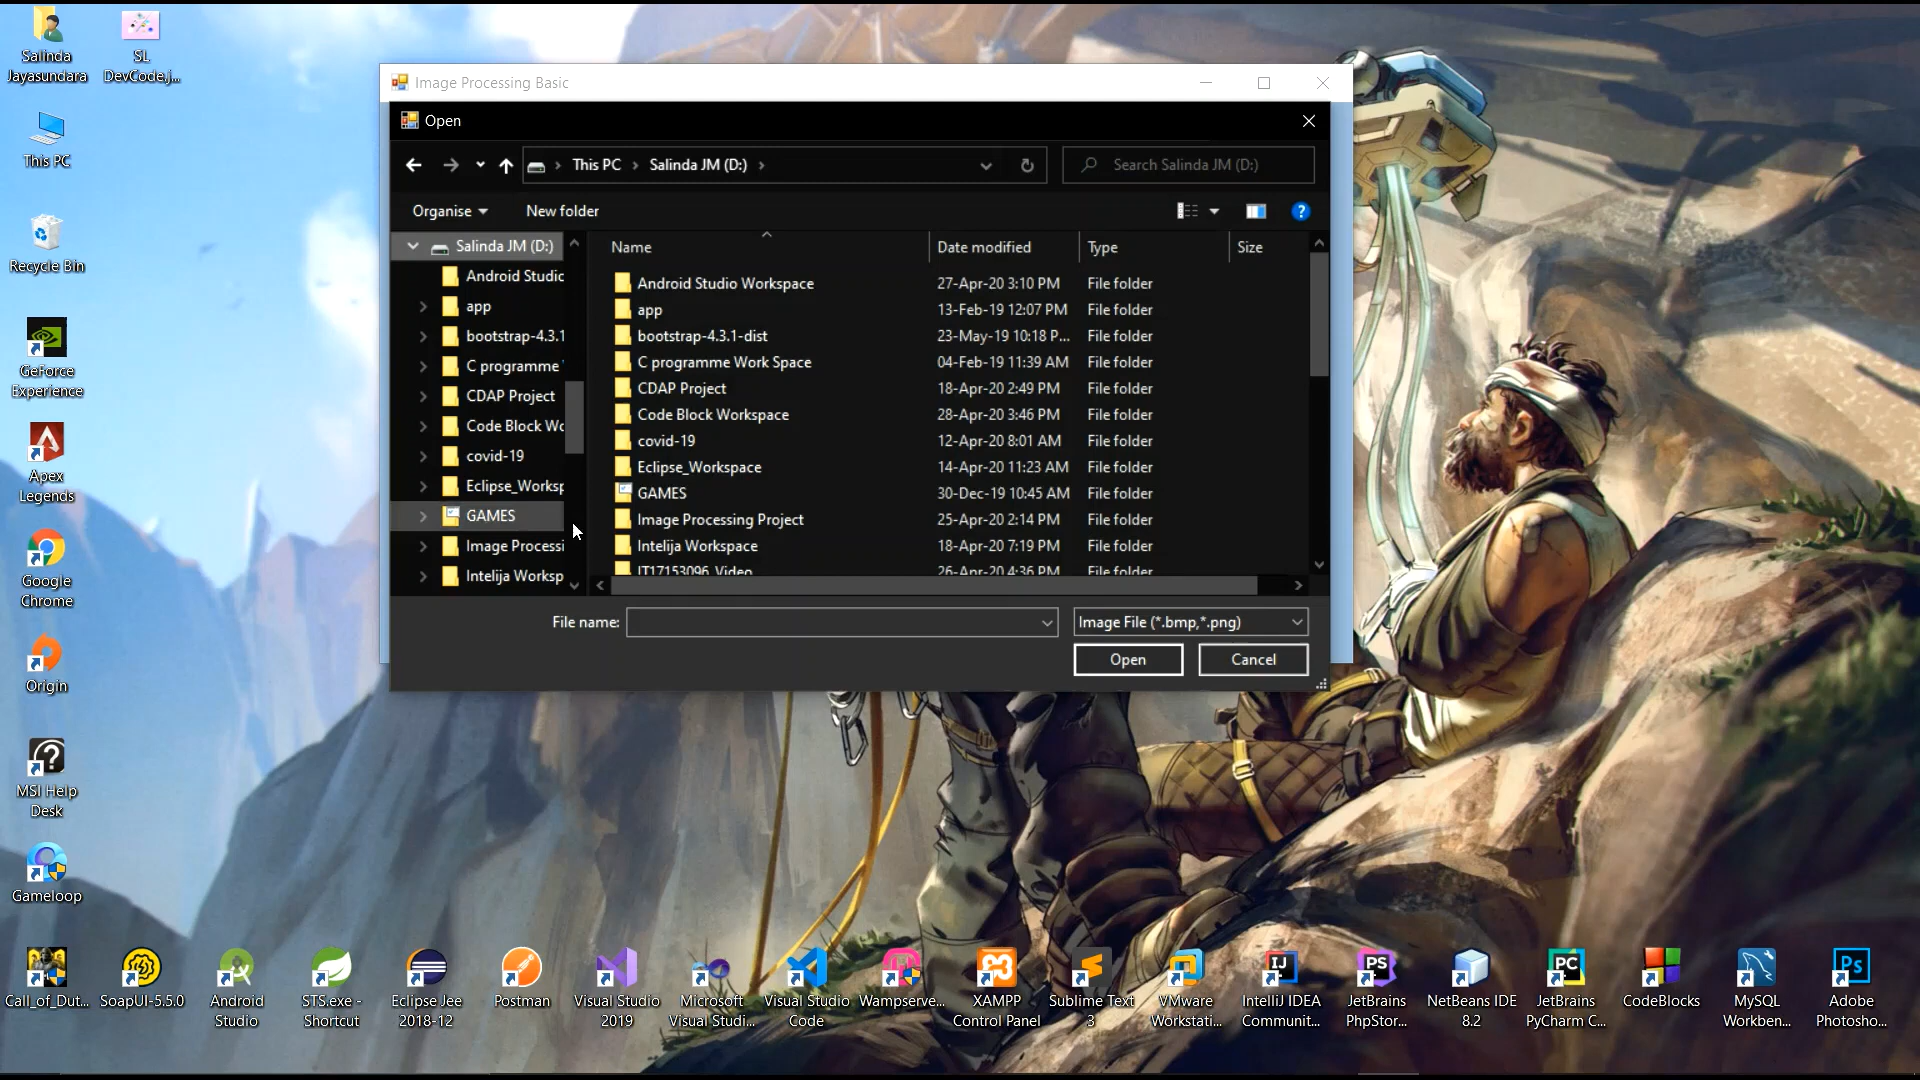 Salinda
Jayasundara
SL
DevCode.j...
This PC
Recycle Bin
GeForce
Experience
Apex
Legends
Google
Chrome
Origin
MSI Help
Desk
Gameloop
Image Processing Basic
Open
This PC > Salinda JM (D:) >
Search Salinda JM (D:)
Organise
New folder
Salinda JM (D:)
Android Studio
app
bootstrap-4.3.1
C programme
CDAP Project
Code Block Wo
covid-19
Eclipse_Worksp
GAMES
Image Processi
Intelija Worksp
Name Date modified Type Size
Android Studio Workspace 27-Apr-20 3:10 PM File folder
app 13-Feb-19 12:07 PM File folder
bootstrap-4.3.1-dist 23-May-19 10:18 P... File folder
C programme Work Space 04-Feb-19 11:39 AM File folder
CDAP Project 18-Apr-20 2:49 PM File folder
Code Block Workspace 28-Apr-20 3:46 PM File folder
covid-19 12-Apr-20 8:01 AM File folder
Eclipse_Workspace 14-Apr-20 11:23 AM File folder
GAMES 30-Dec-19 10:45 AM File folder
Image Processing Project 25-Apr-20 2:14 PM File folder
Intelija Workspace 18-Apr-20 7:19 PM File folder
IT17153096_Video 26-Apr-20 4:36 PM File folder
File name:
Image File (*.bmp,*.png)
Open
Cancel
Call_of_Dut...
SoapUI-5.5.0
Android
Studio
STS.exe -
Shortcut
Eclipse Jee
2018-12
Postman
Visual Studio
2019
Microsoft
Visual Studi...
Visual Studio
Code
Wampserve...
XAMPP
Control Panel
Sublime Text
3
VMware
Workstati...
IntelliJ IDEA
Communit...
JetBrains
PhpStor...
NetBeans IDE
8.2
JetBrains
PyCharm C...
CodeBlocks
MySQL
Workben...
Adobe
Photosho...